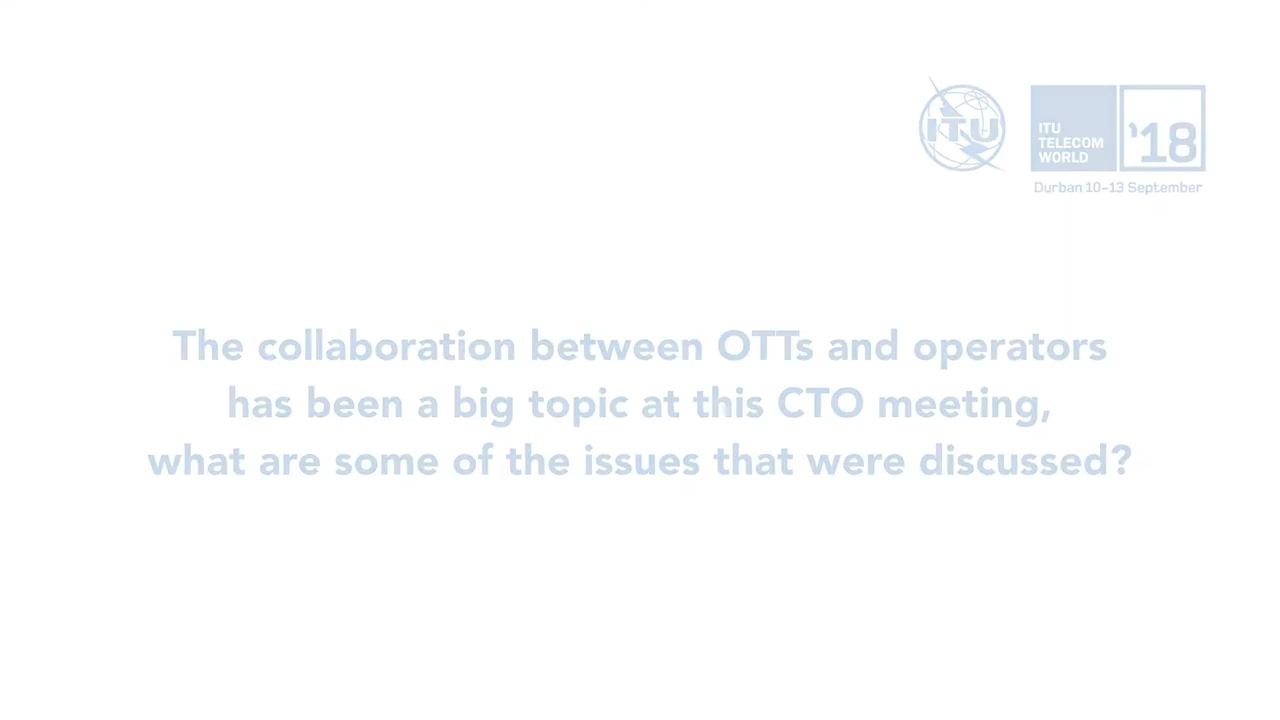 ITU
ITU
TELECOM
WORLD
'18
Durban 10–13 September
The collaboration between OTTs and operators
has been a big topic at this CTO meeting,
what are some of the issues that were discussed?